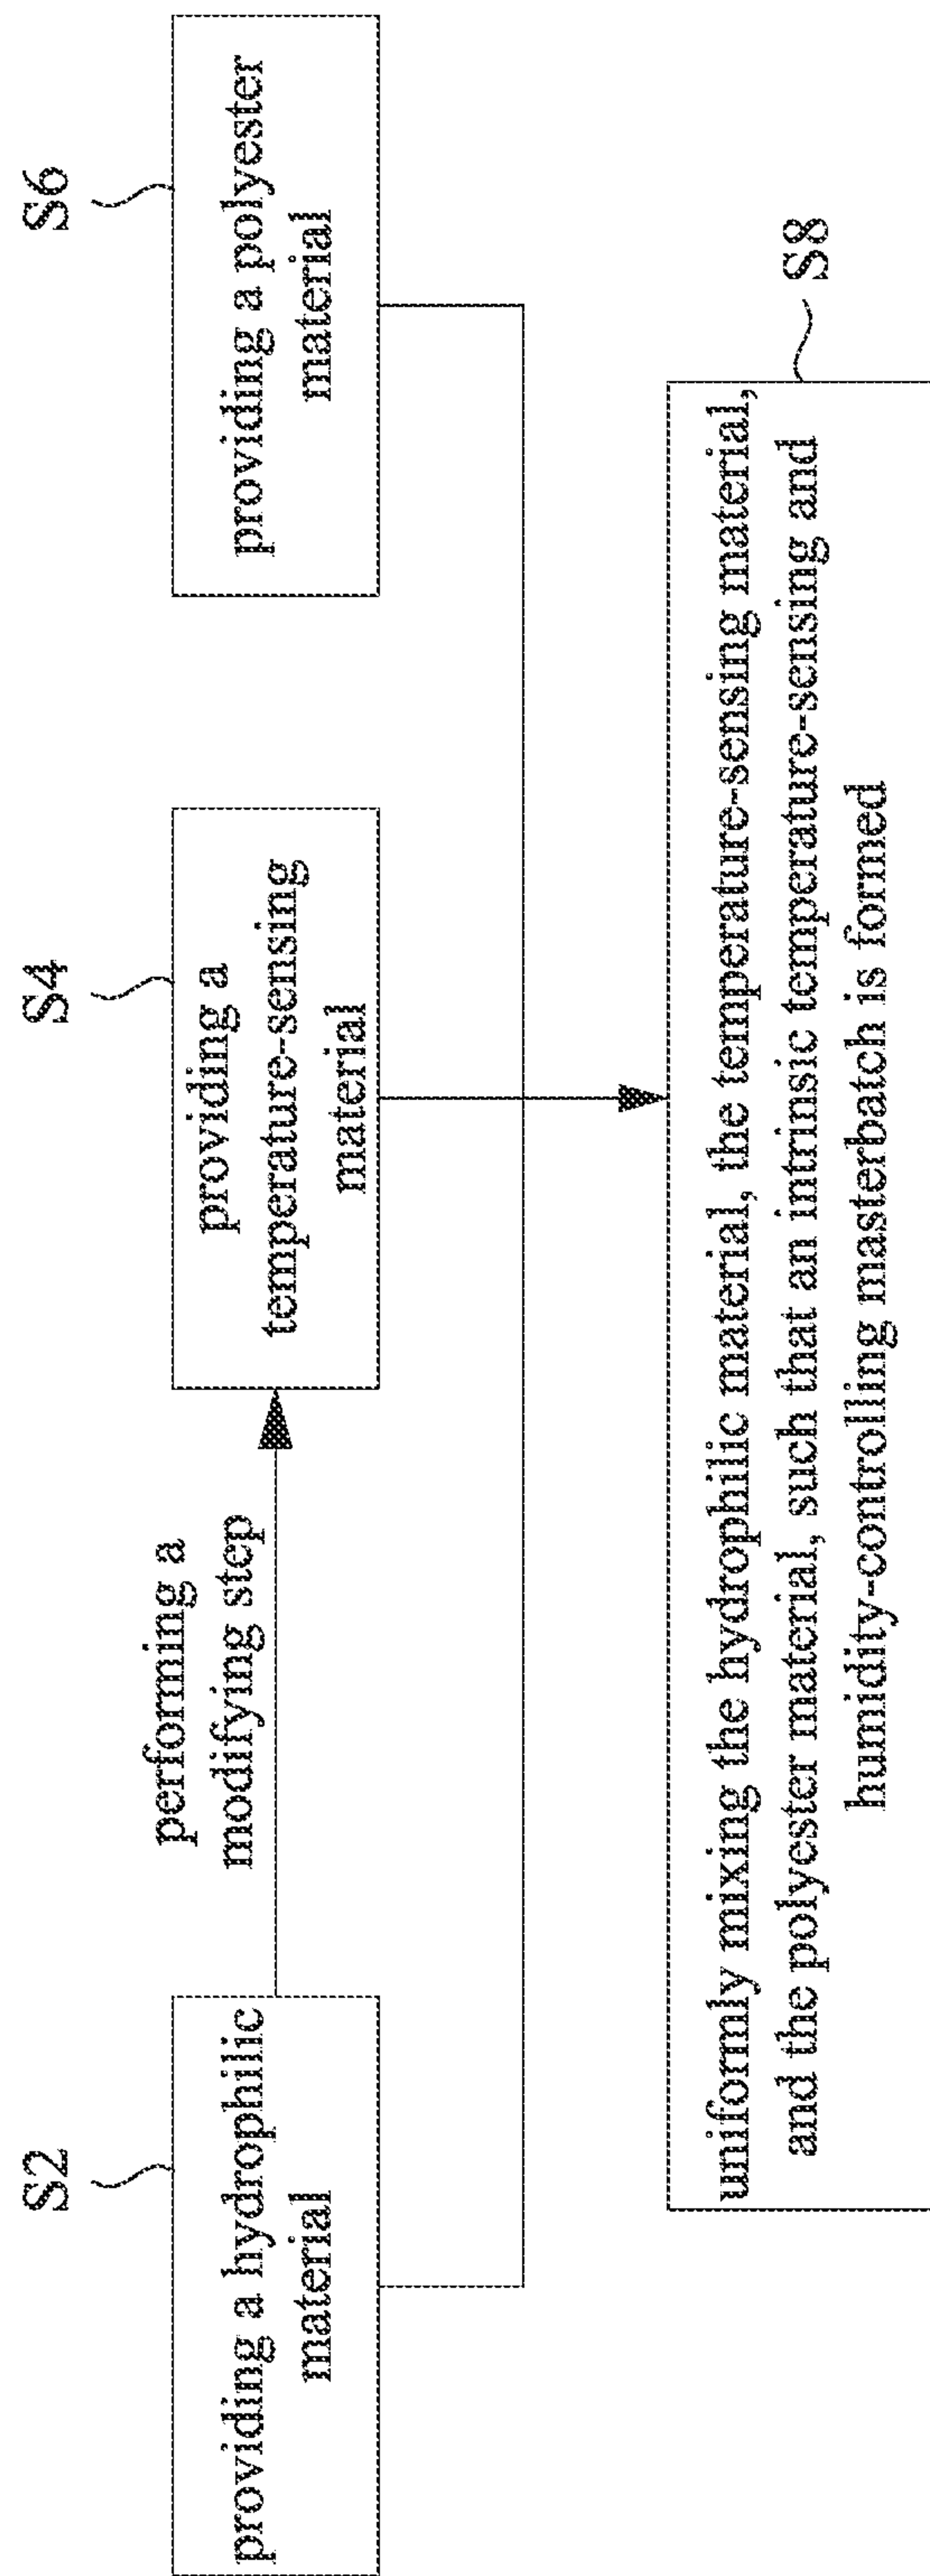 S2
providing a hydrophilic
material
performing a
modifying step
S4
providing a
temperature-sensing
material
S6
providing a polyester
material
S8
uniformly mixing the hydrophilic material, the temperature-sensing material,
and the polyester material, such that an intrinsic temperature-sensing and
humidity-controlling masterbatch is formed